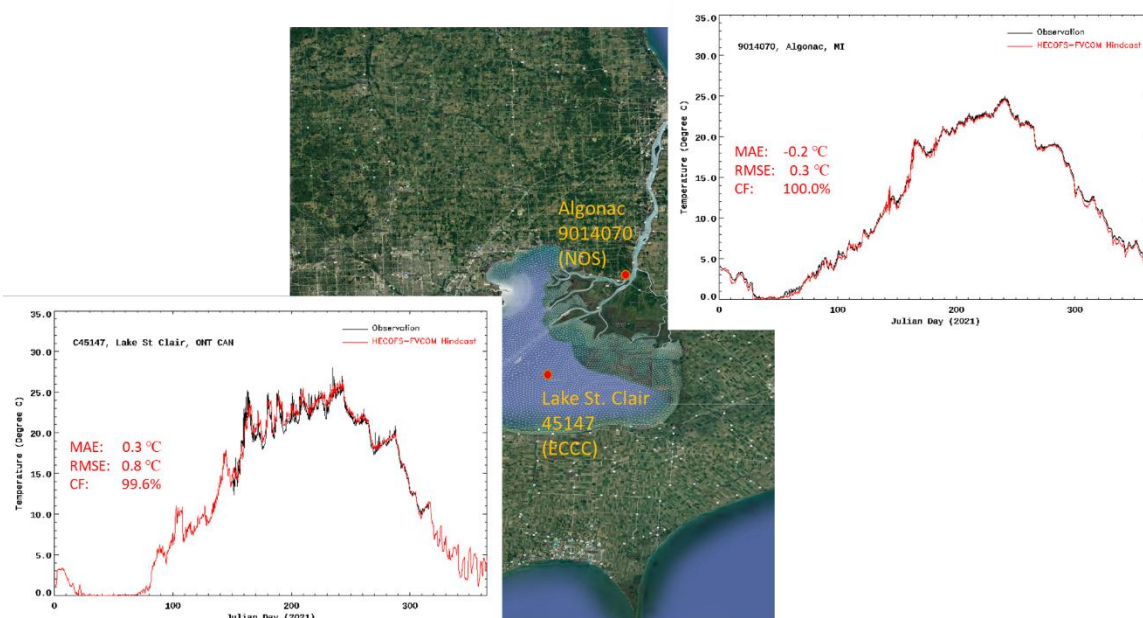 35.0
30.0
25.0
20.0
15.0
10.0
5.0
0.0
Temperature (Degree C)
9014070, Algonac, MI
Observation
HECOFS-FVCOM Hindcast
MAE: -0.2 °C
RMSE: 0.3 °C
CF: 100.0%
0 100 200 300
Julian Day (2021)
Algonac
9014070
(NOS)
Lake St. Clair
45147
(ECCC)
35.0
30.0
25.0
20.0
15.0
10.0
5.0
0.0
Temperature (Degree C)
C45147, Lake St Clair, ONT CAN
Observation
HECOFS-FVCOM Hindcast
MAE: 0.3 °C
RMSE: 0.8 °C
CF: 99.6%
0 100 200 300
Julian Day (2021)